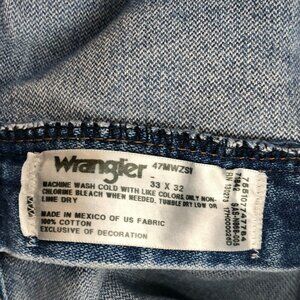 Wrangler 47MWZSI
33 X 32
MACHINE WASH COLD WITH LIKE COLORS, ONLY NON-
CHLORINE BLEACH WHEN NEEDED. TUMBLE DRY LOW OR
LINE DRY
MADE IN MEXICO OF US FABRIC
100% COTTON
EXCLUSIVE OF DECORATION